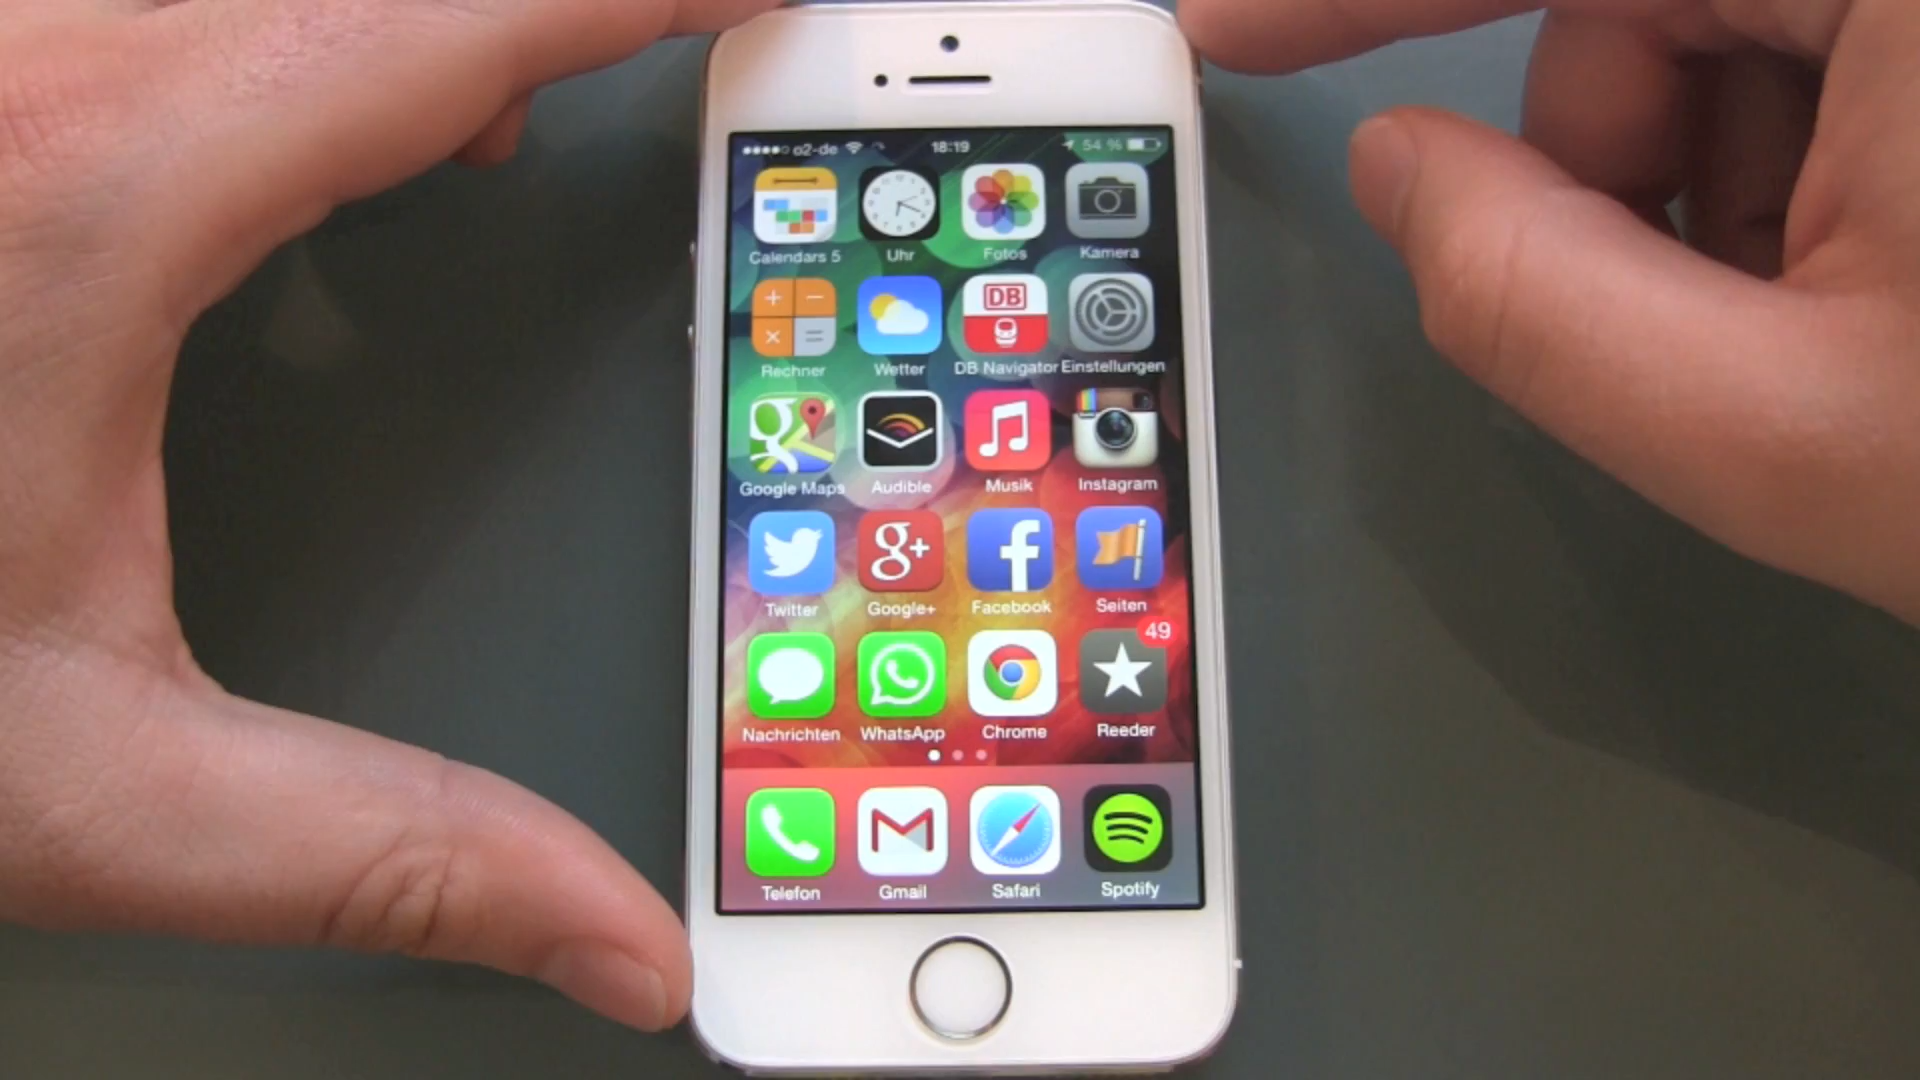 o2-de 18:19 54 %
Calendars 5 Uhr Fotos Kamera
DB
Rechner Wetter DB Navigator Einstellungen
Google Maps Audible Musik Instagram
g+ f
Twitter Google+ Facebook Seiten
49
Nachrichten WhatsApp Chrome Reeder
Telefon Gmail Safari Spotify